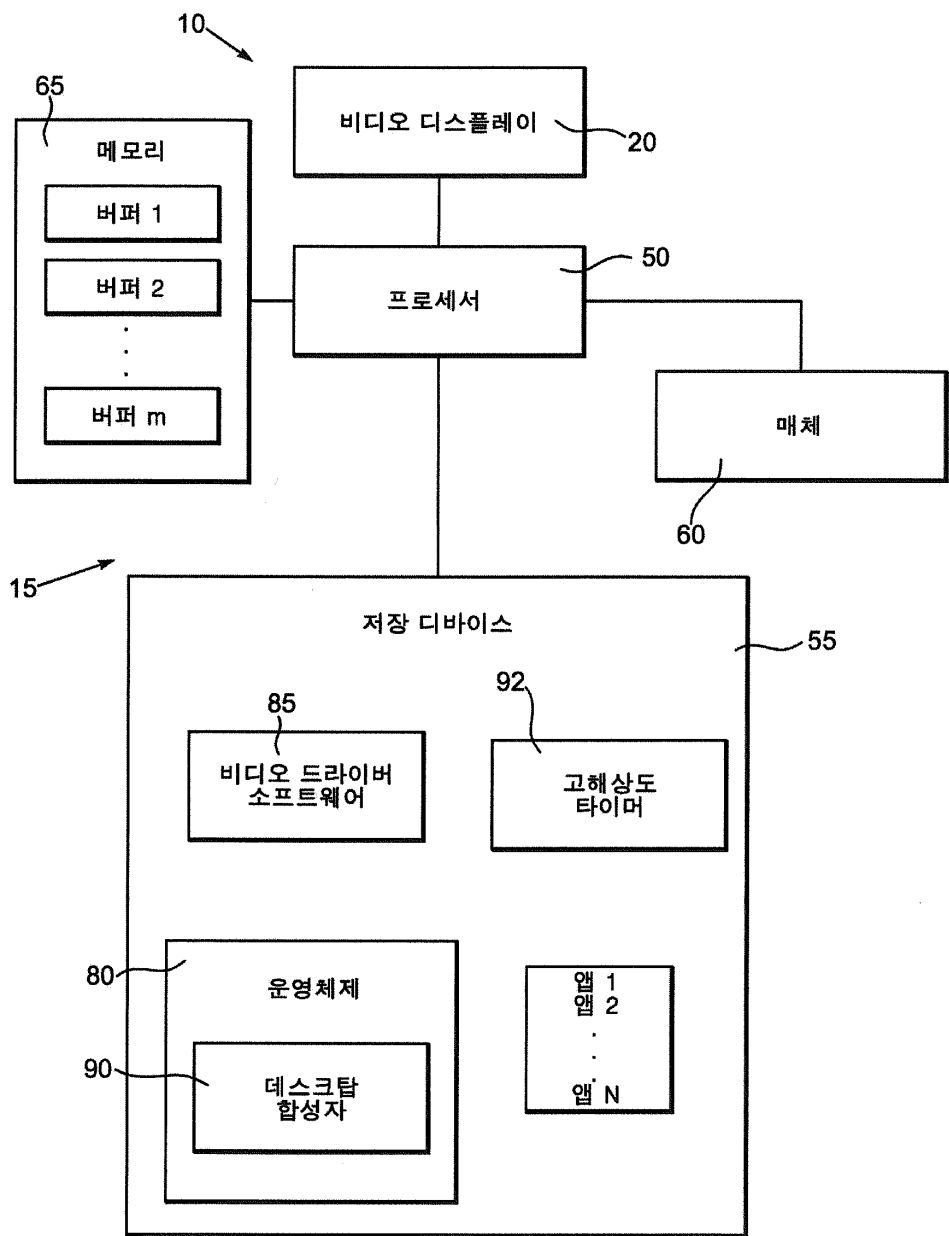 10
65
비디오 디스플레이
20
메모리
버퍼 1
버퍼 2
버퍼 m
50
프로세서
매체
60
15
저장 디바이스
55
85
비디오 드라이버
소프트웨어
92
고해상도
타이머
80
운영체제
90
데스크탑
합성자
앱 1
앱 2
앱 N